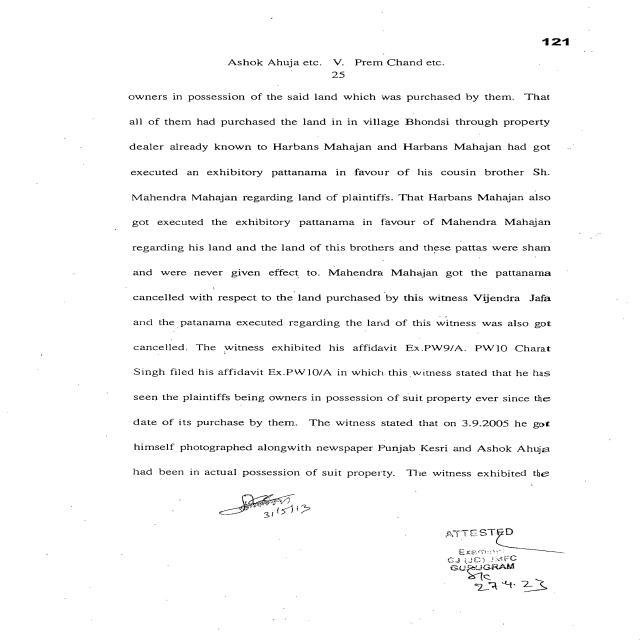 121
Ashok Ahuja etc. V. Prem Chand etc.
25
owners in possession of the said land which was purchased by them. That
all of them had purchased the land in in village Bhondsi through property
dealer already known to Harbans Mahajan and Harbans Mahajan had got
executed an exhibitory pattanama in favour of his cousin brother Sh.
Mahendra Mahajan regarding land of plaintiffs. That Harbans Mahajan also
got executed the exhibitory pattanama in favour of Mahendra Mahajan
regarding his land and the land of this brothers and these pattas were sham
and were never given effect to. Mahendra Mahajan got the pattanama
cancelled with respect to the land purchased by this witness Vijendra Jafa
and the patanama executed regarding the land of this witness was also got
cancelled. The witness exhibited his affidavit Ex.PW9/A. PW10 Charat
Singh filed his affidavit Ex.PW10/A in which this witness stated that he has
seen the plaintiffs being owners in possession of suit property ever since the
date of its purchase by them. The witness stated that on 3.9.2005 he got
himself photographed alongwith newspaper Punjab Kesri and Ashok Ahuja
had been in actual possession of suit property. The witness exhibited the
31/5/13
ATTESTED
Examiner
CJ (JD) JMFC
GURUGRAM
27.4.23